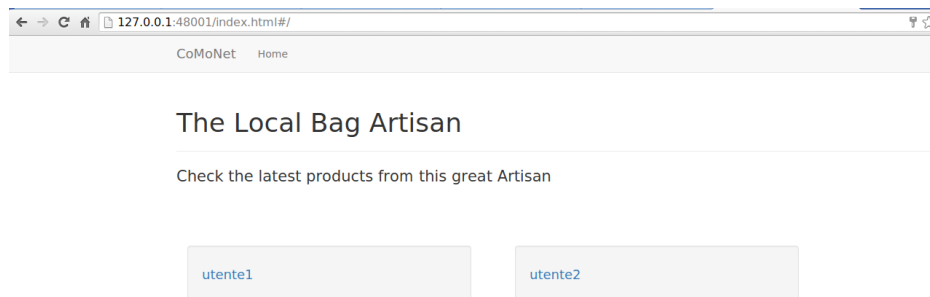 127.0.0.1:48001/index.html#/
CoMoNet Home
The Local Bag Artisan
Check the latest products from this great Artisan
utente1 utente2